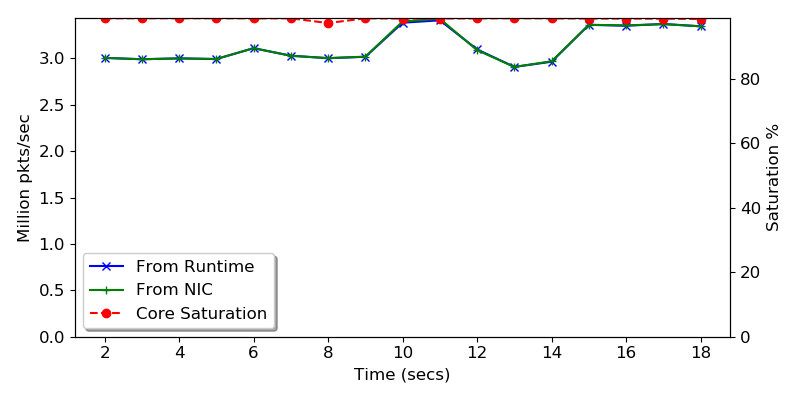 3.0
2.5
2.0
1.5
1.0
0.5
0.0
Million pkts/sec
80
60
40
20
0
Saturation %
From Runtime
From NIC
Core Saturation
2 4 6 8 10 12 14 16 18
Time (secs)